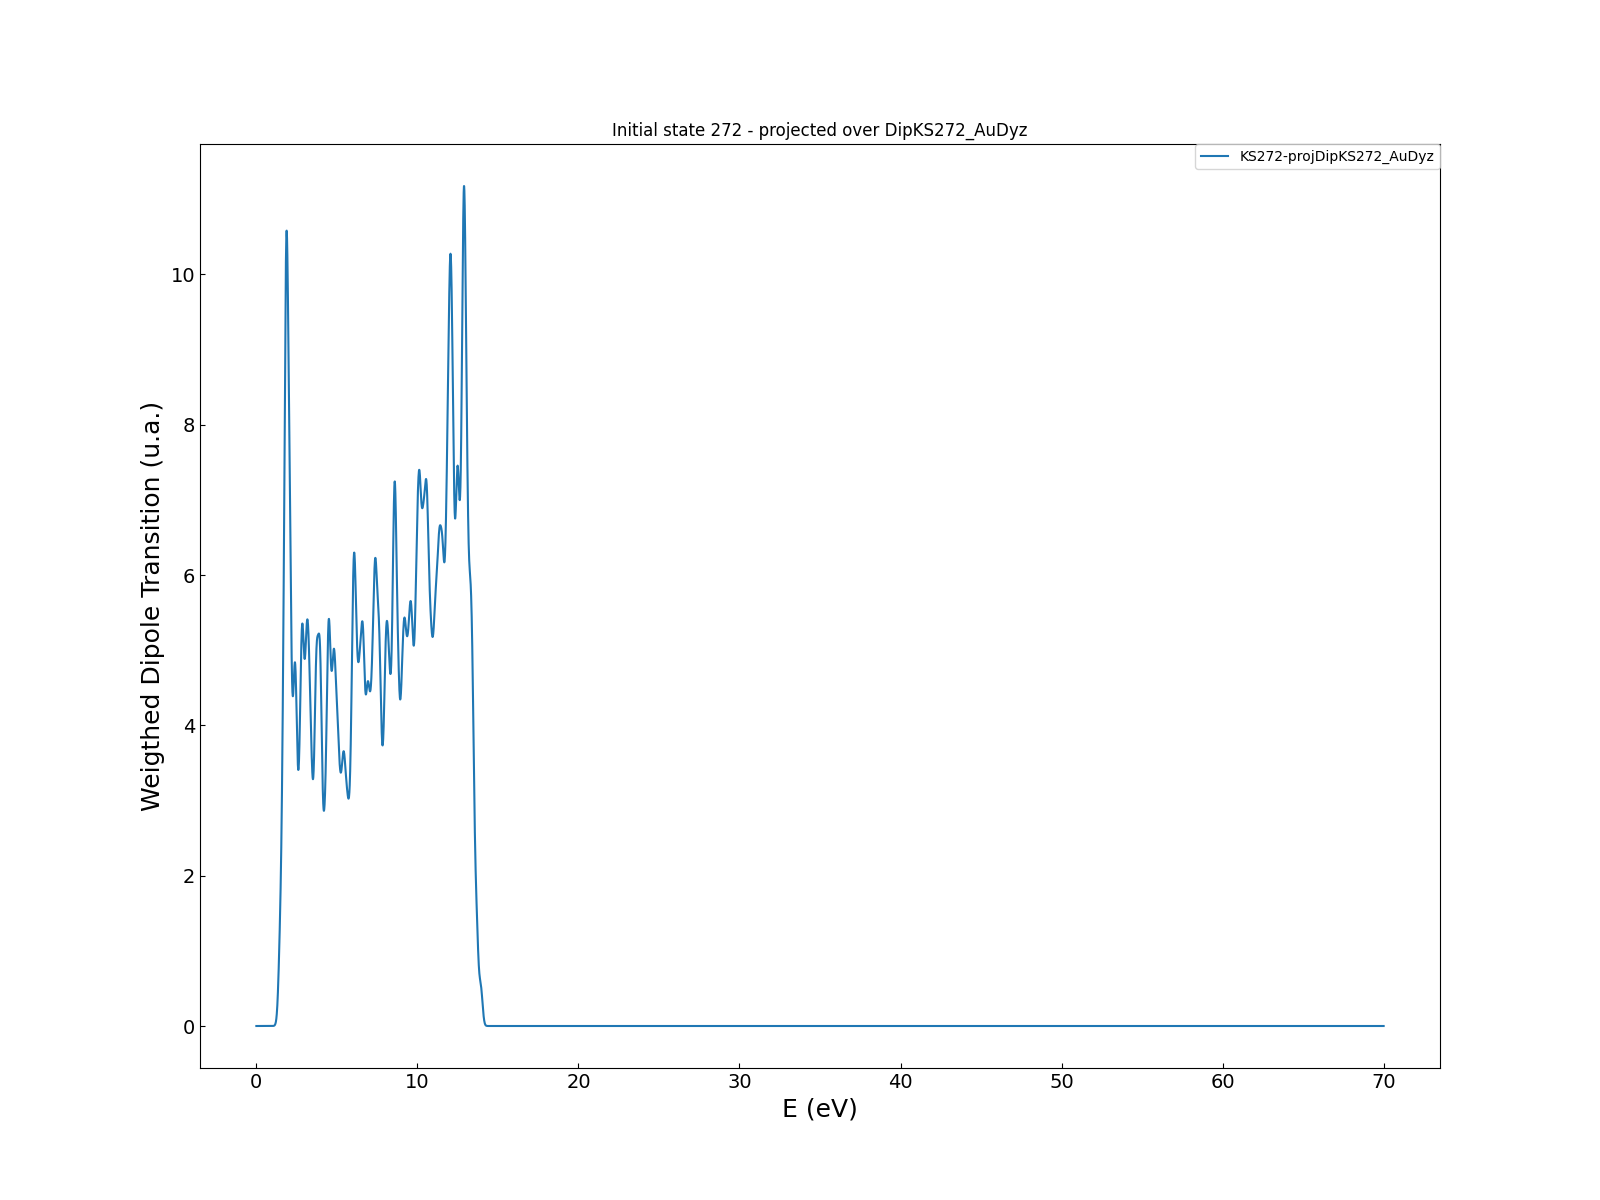 Initial state 272 - projected over DipKS272_AuDyz
KS272-projDipKS272_AuDyz
Weigthed Dipole Transition (u.a.)
10
8
6
4
2
0
0 10 20 30 40 50 60 70
E (eV)